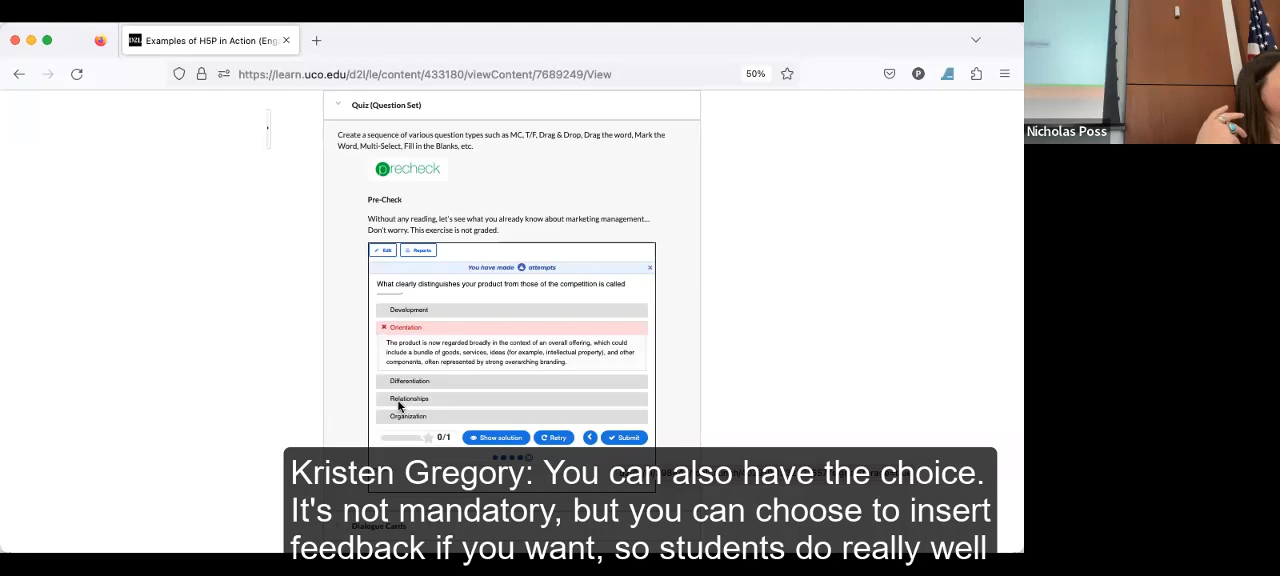 DZL Examples of H5P in Action (Eng
https://learn.uco.edu/d2l/le/content/433180/viewContent/7689249/View
50%
P
Nicholas Poss
Quiz (Question Set)
Create a sequence of various question types such as MC, T/F, Drag & Drop, Drag the word, Mark the
Word, Multi-Select, Fill in the Blanks, etc.
precheck
Pre-Check
Without any reading, let's see what you already know about marketing management...
Don't worry. This exercise is not graded.
Edit
Reports
You have made attempts
What clearly distinguishes your product from those of the competition is called
______.
Development
Orientation
The product is now regarded broadly in the context of an overall offering, which could
include a bundle of goods, services, ideas (for example, intellectual property), and other
components, often represented by strong overarching branding.
Differentiation
Relationships
Organization
0/1
Show solution
Retry
Submit
Kristen Gregory: You can also have the choice.
It's not mandatory, but you can choose to insert
feedback if you want, so students do really well
Dialogue Cards